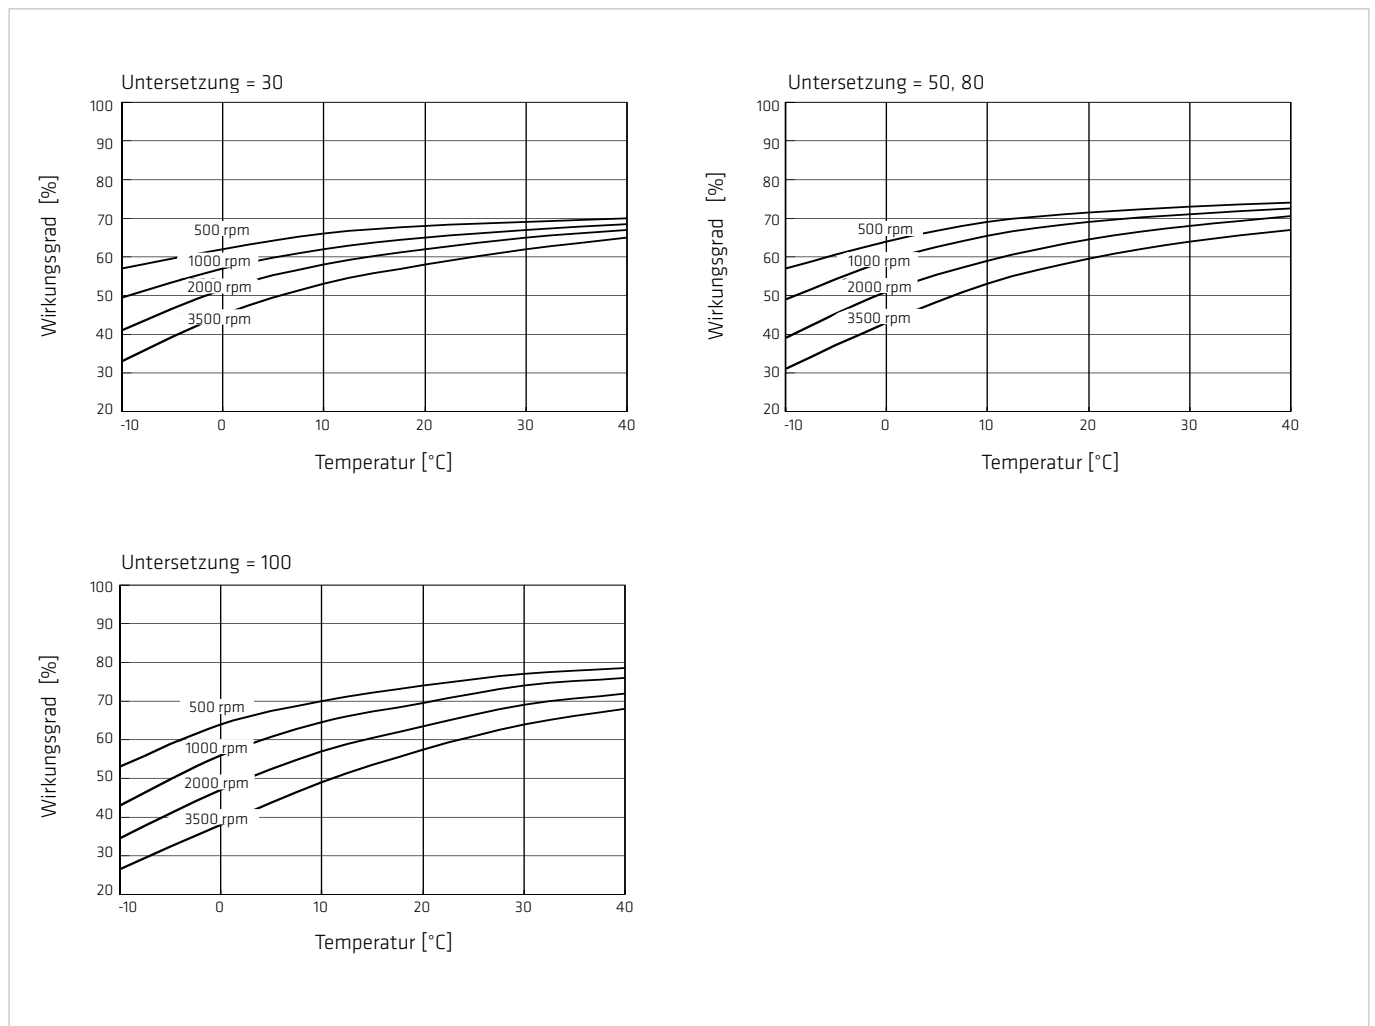 Untersetzung = 30
100
90
80
70
60
50
40
30
20
Wirkungsgrad [%]
500 rpm
1000 rpm
2000 rpm
3500 rpm
-10 0 10 20 30 40
Temperatur [°C]
Untersetzung = 50, 80
100
90
80
70
60
50
40
30
20
Wirkungsgrad [%]
500 rpm
1000 rpm
2000 rpm
3500 rpm
-10 0 10 20 30 40
Temperatur [°C]
Untersetzung = 100
100
90
80
70
60
50
40
30
20
Wirkungsgrad [%]
500 rpm
1000 rpm
2000 rpm
3500 rpm
-10 0 10 20 30 40
Temperatur [°C]